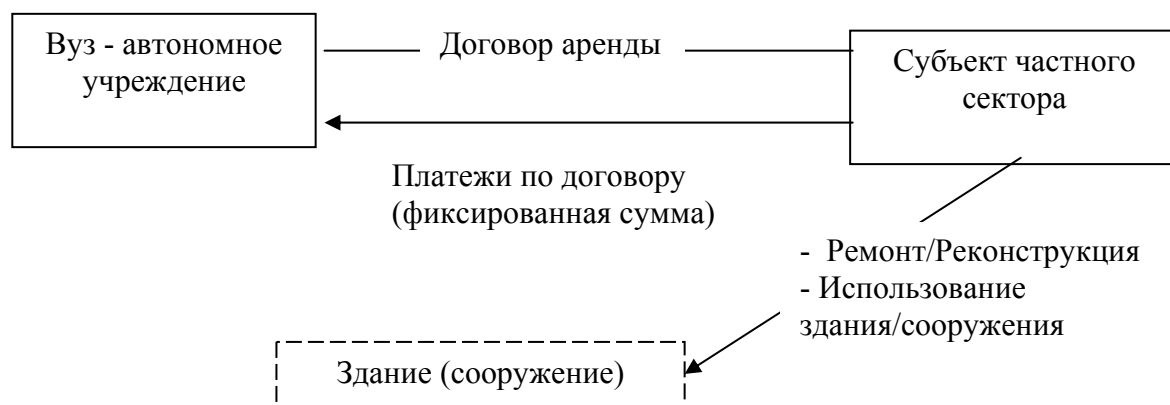 Вуз - автономное
учреждение
Договор аренды
Субъект частного
сектора
Платежи по договору
(фиксированная сумма)
- Ремонт/Реконструкция
- Использование
здания/сооружения
Здание (сооружение)